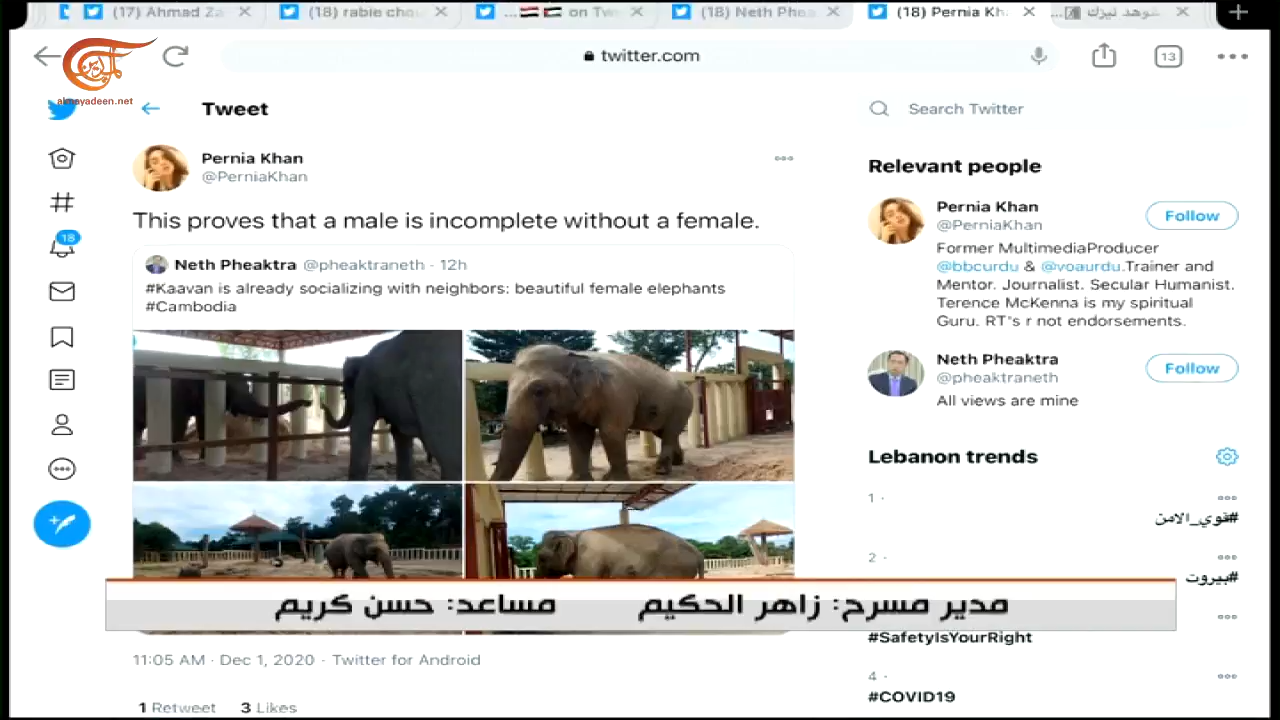 (17) Ahmad Za
(18) rabie cho
on Tw
(18) Neth Phea
(18) Pernia Kh
شوهد نيزك
الميادين
almayadeen.net
twitter.com
13
Tweet
Search Twitter
Pernia Khan
@PerniaKhan
This proves that a male is incomplete without a female.
Neth Pheaktra @pheaktraneth · 12h
#Kaavan is already socializing with neighbors: beautiful female elephants
#Cambodia
18
Relevant people
Pernia Khan
@PerniaKhan
Follow
Former MultimediaProducer
@bbcurdu & @voaurdu.Trainer and
Mentor. Journalist. Secular Humanist.
Terence McKenna is my spiritual
Guru. RT's r not endorsements.
Neth Pheaktra
@pheaktraneth
Follow
All views are mine
Lebanon trends
1 ·
#قوي_الامن
2 ·
#بيروت
#SafetyIsYourRight
4 ·
#COVID19
مدير مسرح: زاهر الحكيم مساعد: حسن كريم
11:05 AM · Dec 1, 2020 · Twitter for Android
1 Retweet 3 Likes